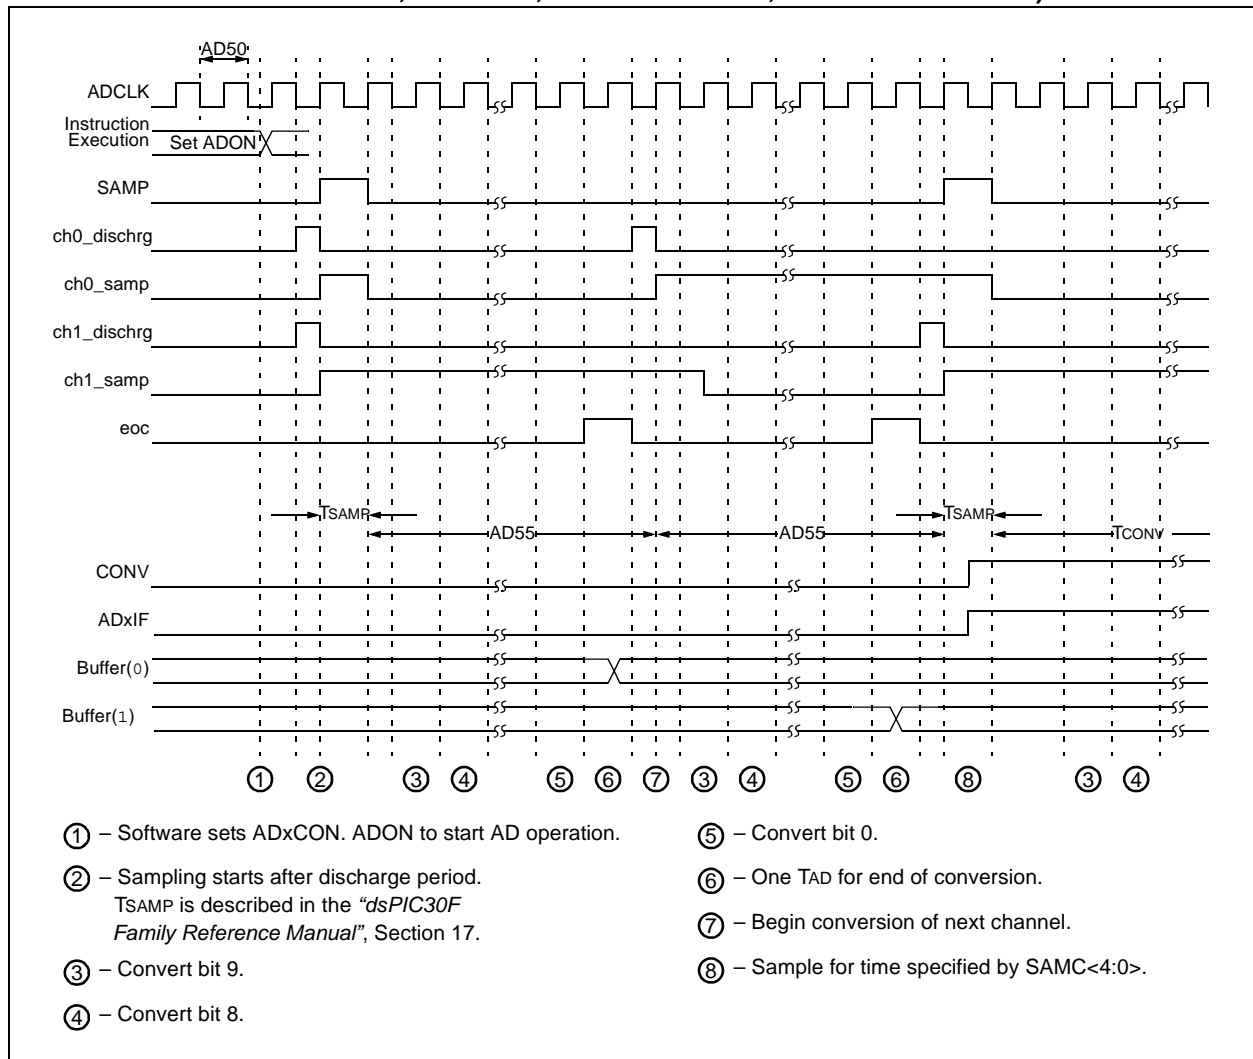 AD50
ADCLK
Instruction
Execution
Set ADON
SAMP
ch0_dischrg
ch0_samp
ch1_dischrg
ch1_samp
eoc
TSAMP
TSAMP
AD55
AD55
TCONV
CONV
ADxIF
Buffer(0)
Buffer(1)
1 2 3 4 5 6 7 3 4 5 6 8 3 4
1 – Software sets ADxCON. ADON to start AD operation.
2 – Sampling starts after discharge period.
TSAMP is described in the “dsPIC30F
Family Reference Manual”, Section 17.
3 – Convert bit 9.
4 – Convert bit 8.
5 – Convert bit 0.
6 – One TAD for end of conversion.
7 – Begin conversion of next channel.
8 – Sample for time specified by SAMC<4:0>.